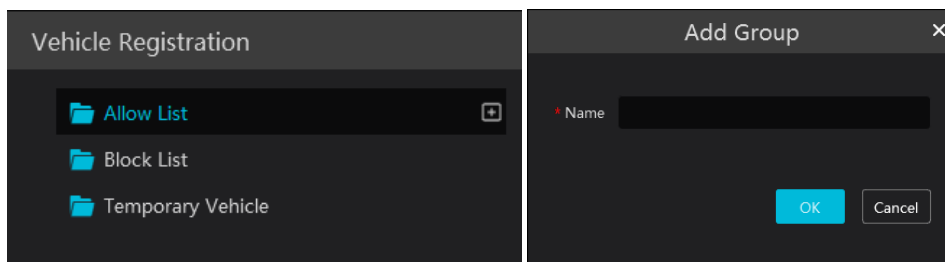 Vehicle Registration
Allow List
Block List
Temporary Vehicle
Add Group
* Name
OK
Cancel